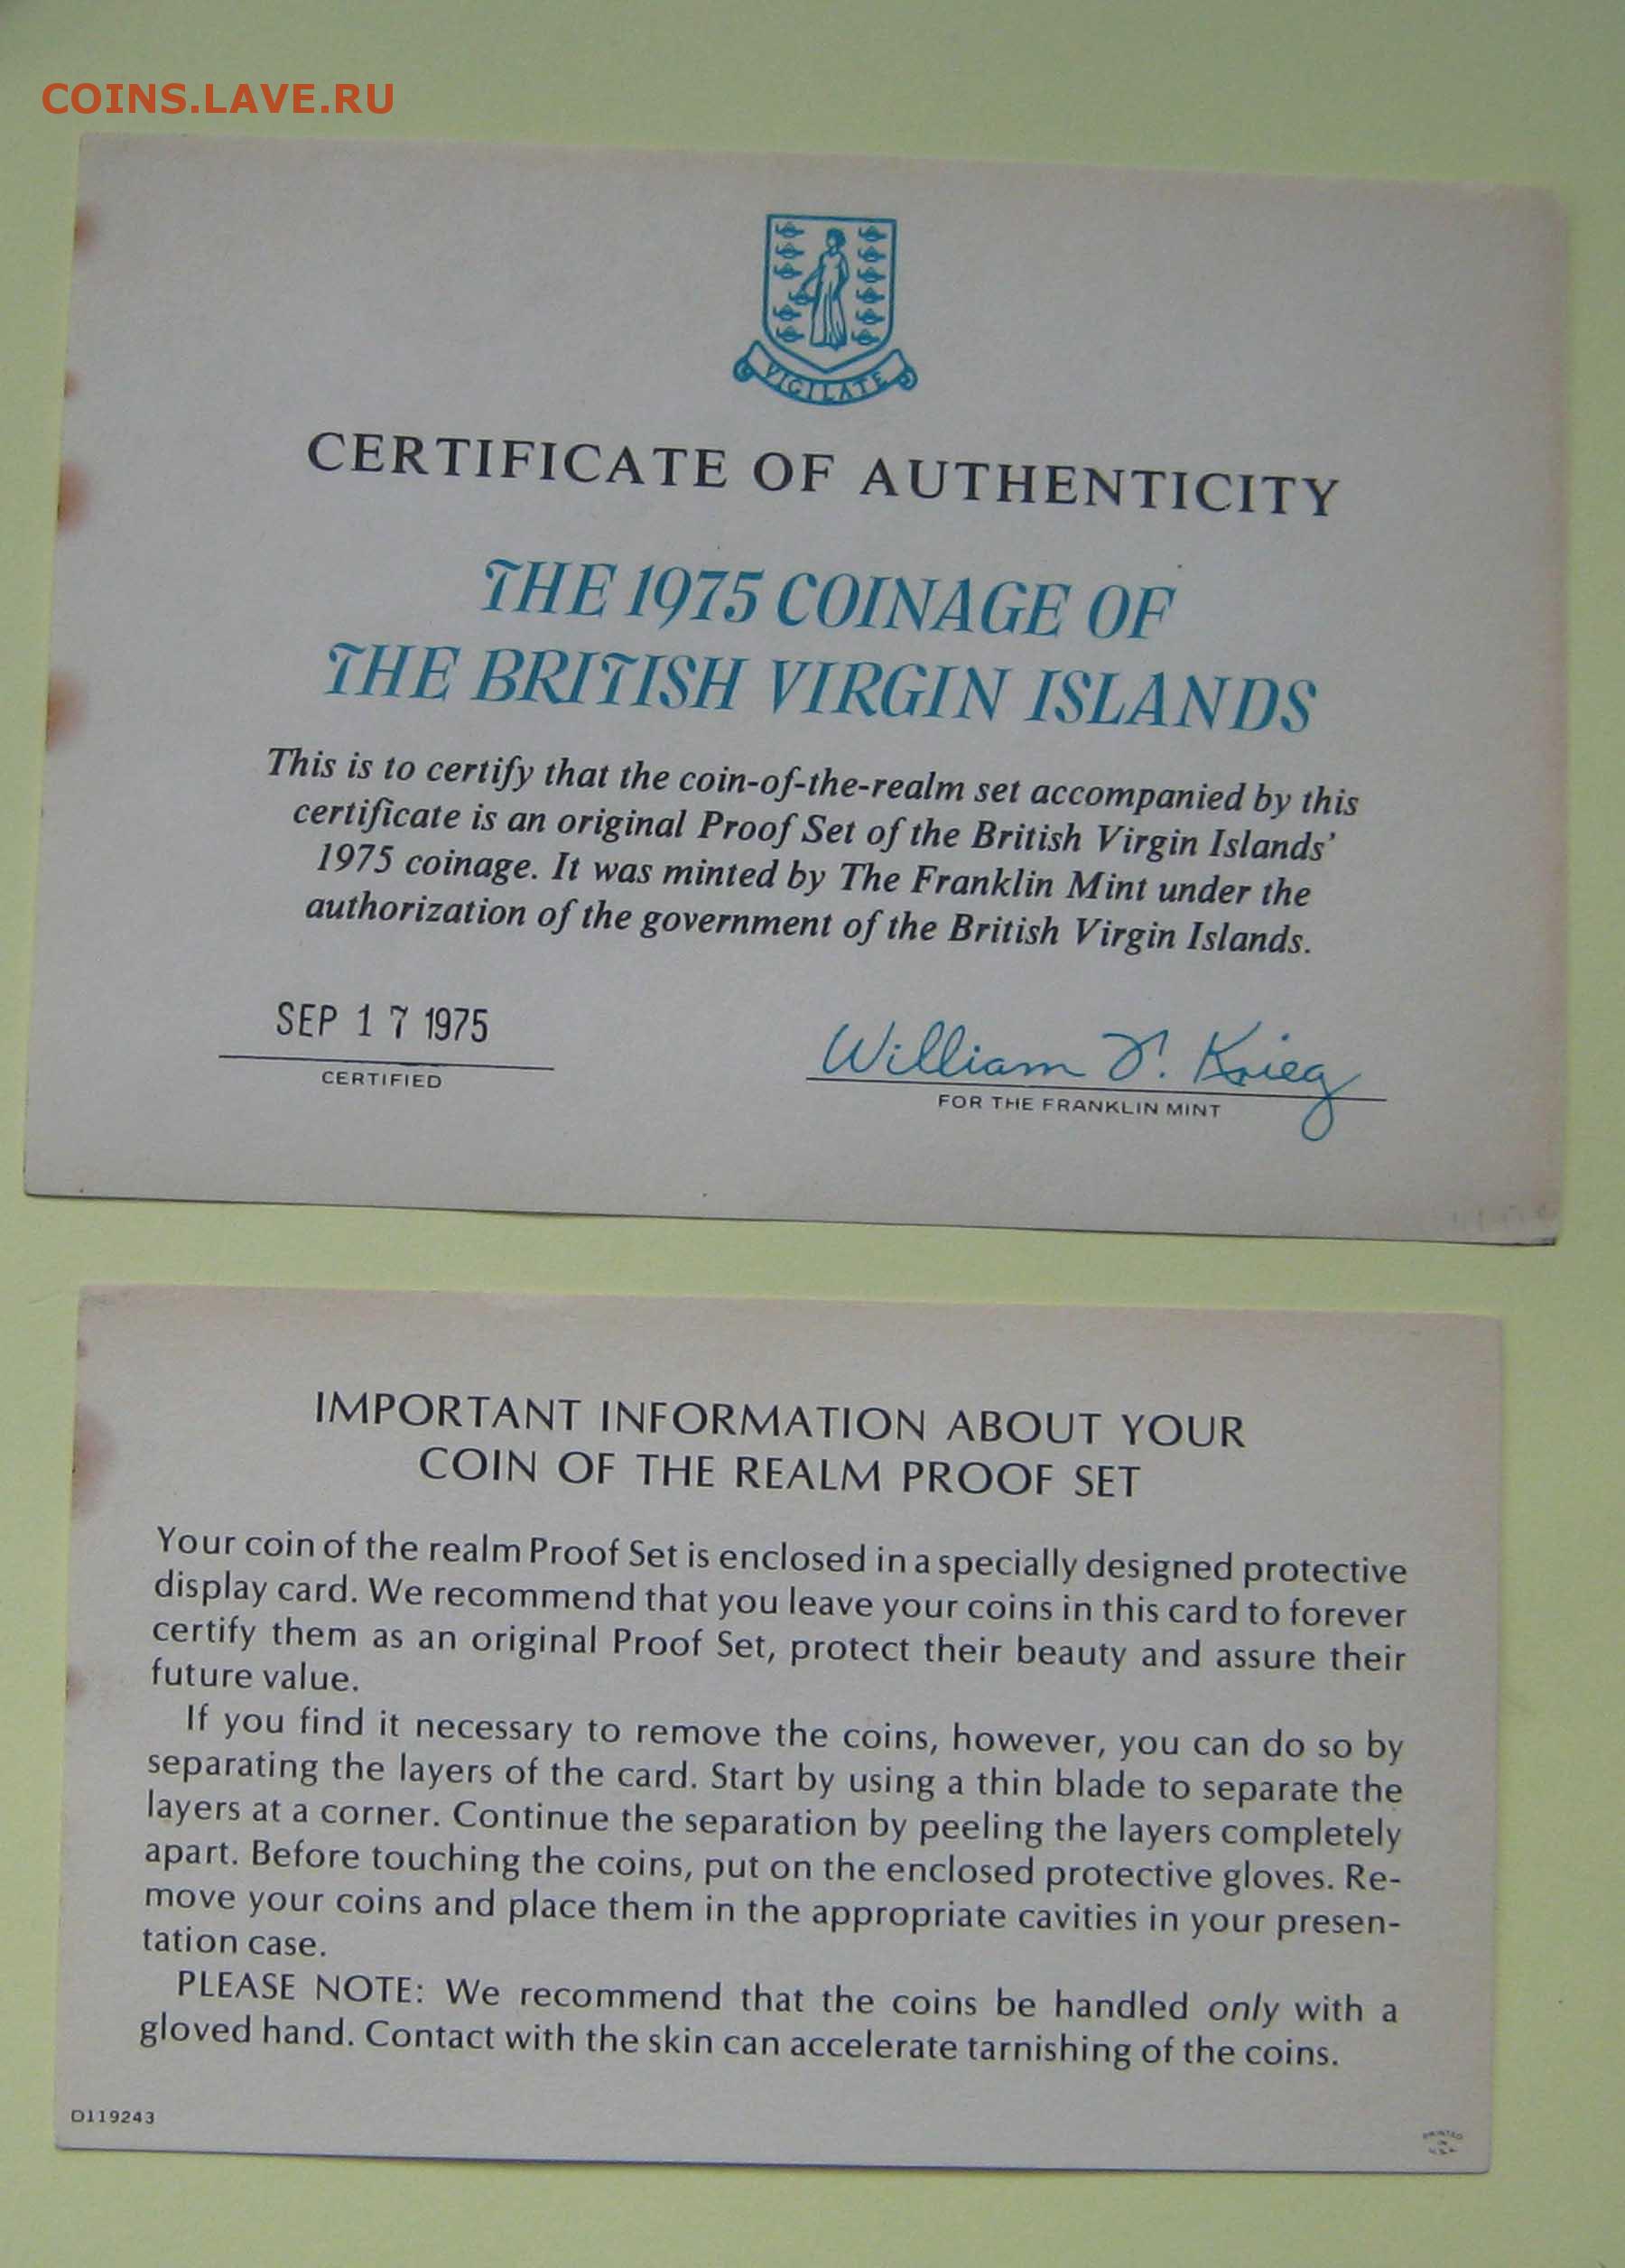 COINS.LAVE.RU
VIGILATE
CERTIFICATE OF AUTHENTICITY
THE 1975 COINAGE OF
THE BRITISH VIRGIN ISLANDS
This is to certify that the coin-of-the-realm set accompanied by this
certificate is an original Proof Set of the British Virgin Islands’
1975 coinage. It was minted by The Franklin Mint under the
authorization of the government of the British Virgin Islands.
SEP 17 1975
CERTIFIED
William T. Krieg
FOR THE FRANKLIN MINT
IMPORTANT INFORMATION ABOUT YOUR
COIN OF THE REALM PROOF SET
Your coin of the realm Proof Set is enclosed in a specially designed protective
display card. We recommend that you leave your coins in this card to forever
certify them as an original Proof Set, protect their beauty and assure their
future value.
If you find it necessary to remove the coins, however, you can do so by
separating the layers of the card. Start by using a thin blade to separate the
layers at a corner. Continue the separation by peeling the layers completely
apart. Before touching the coins, put on the enclosed protective gloves. Re-
move your coins and place them in the appropriate cavities in your presen-
tation case.
PLEASE NOTE: We recommend that the coins be handled only with a
gloved hand. Contact with the skin can accelerate tarnishing of the coins.
D119243
PRINTED
IN
U.S.A.